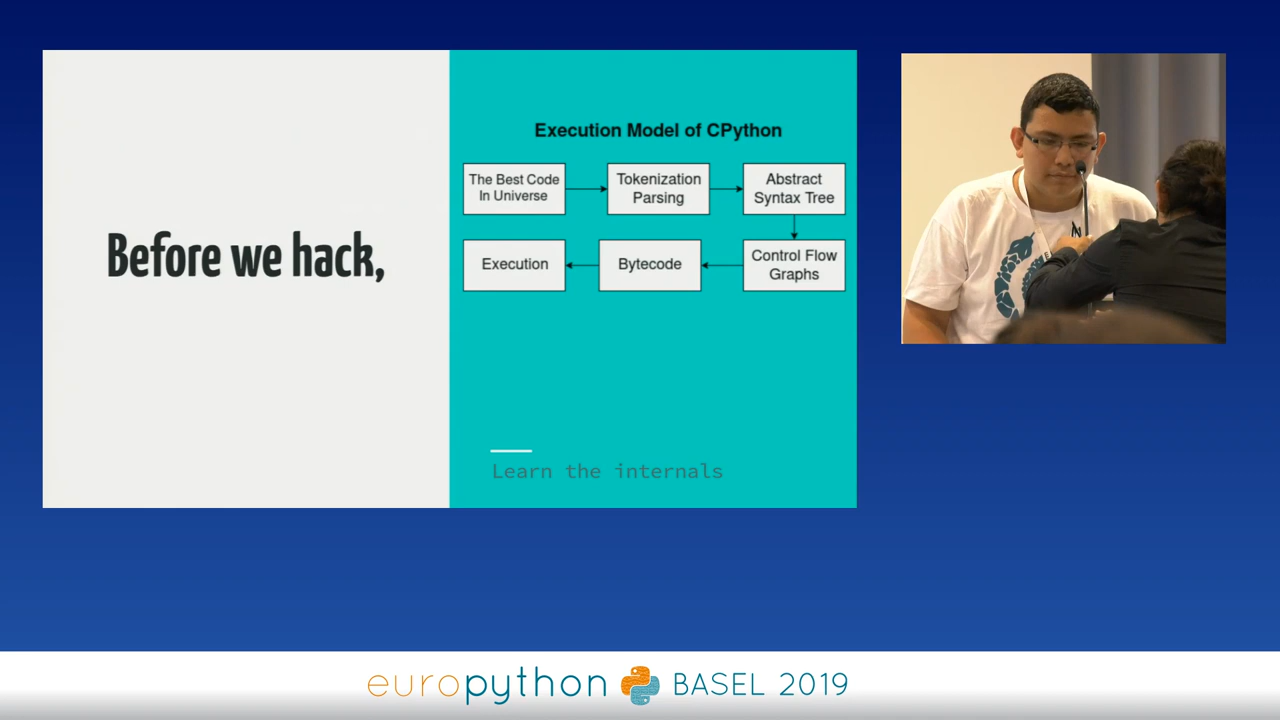 Before we hack,
Execution Model of CPython
The Best Code
In Universe
Tokenization
Parsing
Abstract
Syntax Tree
Control Flow
Graphs
Bytecode
Execution
Learn the internals
europython BASEL 2019